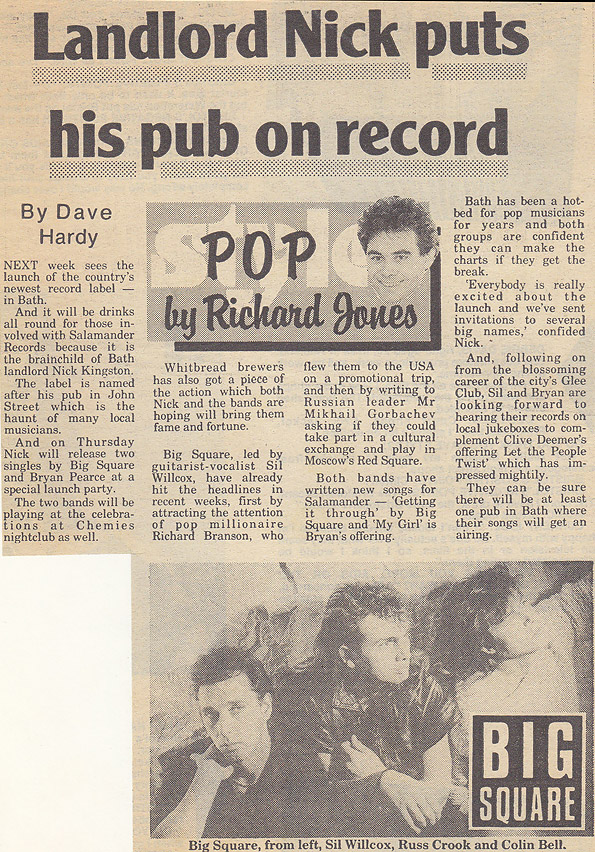 Landlord Nick puts
his pub on record
By Dave
Hardy
NEXT week sees the
launch of the country's
newest record label —
in Bath.
And it will be drinks
all round for those in-
volved with Salamander
Records because it is
the brainchild of Bath
landlord Nick Kingston.
The label is named
after his pub in John
Street which is the
haunt of many local
musicians.
And on Thursday
Nick will release two
singles by Big Square
and Bryan Pearce at a
special launch party.
The two bands will be
playing at the celebra-
tions at Chemies
nightclub as well.
Style
POP
by Richard Jones
Whitbread brewers
has also got a piece of
the action which both
Nick and the bands are
hoping will bring them
fame and fortune.
Big Square, led by
guitarist-vocalist Sil
Willcox, have already
hit the headlines in
recent weeks, first by
attracting the attention
of pop millionaire
Richard Branson, who
flew them to the USA
on a promotional trip,
and then by writing to
Russian leader Mr
Mikhail Gorbachev
asking if they could
take part in a cultural
exchange and play in
Moscow's Red Square.
Both bands have
written new songs for
Salamander — 'Getting
it through' by Big
Square and 'My Girl' is
Bryan's offering.
Bath has been a hot-
bed for pop musicians
for years and both
groups are confident
they can make the
charts if they get the
break.
'Everybody is really
excited about the
launch and we've sent
invitations to several
big names,' confided
Nick.
And, following on
from the blossoming
career of the city's Glee
Club, Sil and Bryan are
looking forward to
hearing their records on
local jukeboxes to com-
plement Clive Deemer's
offering Let the People
Twist' which has im-
pressed mightily.
They can be sure
there will be at least
one pub in Bath where
their songs will get an
airing.
BIG
SQUARE
Big Square, from left, Sil Willcox, Russ Crook and Colin Bell.